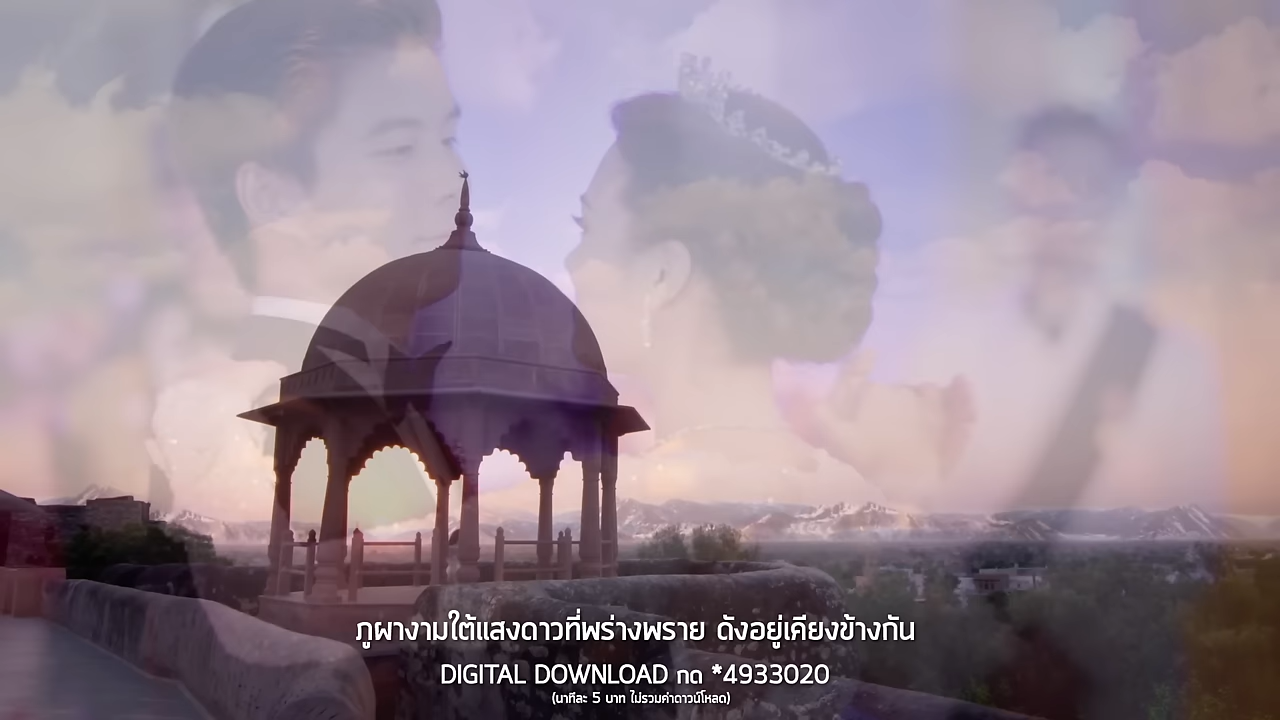 ภูผางามใต้แสงดาวที่พร่างพราย ดังอยู่เคียงข้างกัน
DIGITAL DOWNLOAD กด *4933020
(นาทีละ 5 บาท ไม่รวมค่าดาวน์โหลด)